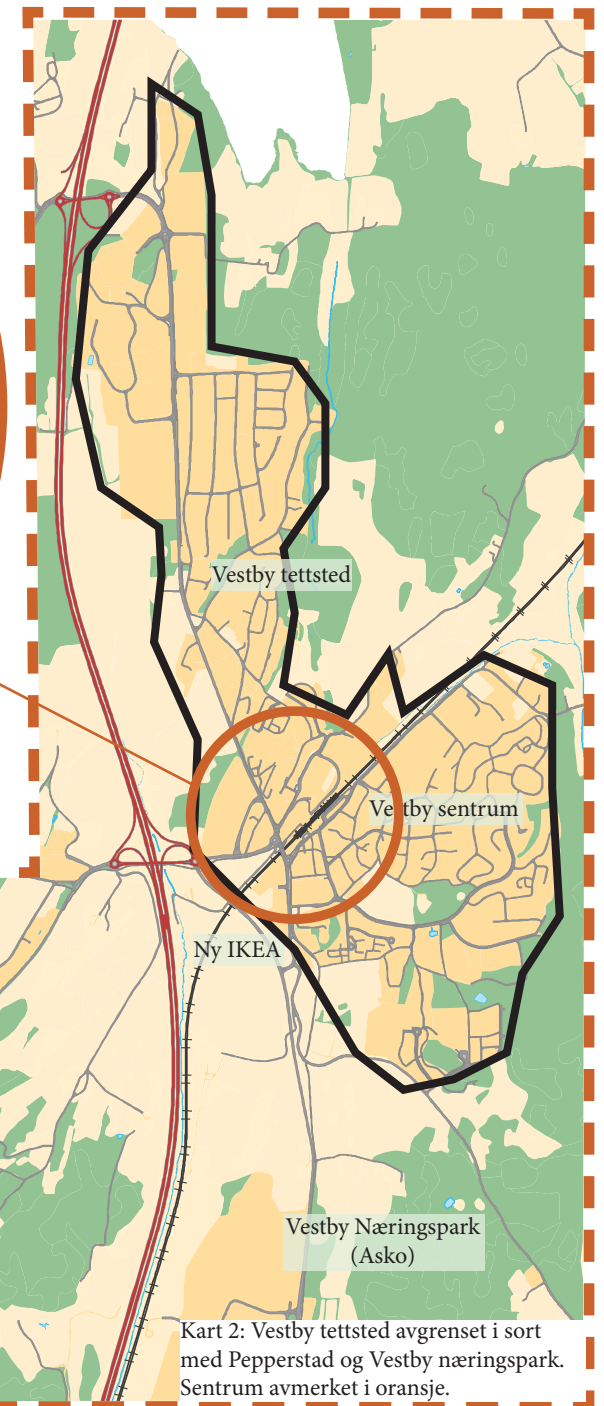 Vestby tettsted
Vestby sentrum
Ny IKEA
Vestby Næringspark
(Asko)
Kart 2: Vestby tettsted avgrenset i sort
med Pepperstad og Vestby næringspark.
Sentrum avmerket i oransje.